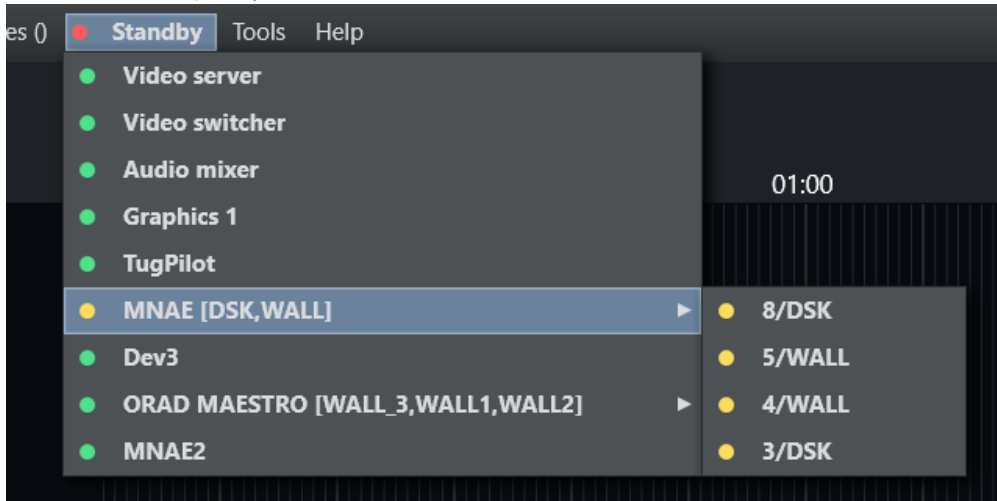 es () Standby Tools Help
Video server
Video switcher
Audio mixer
01:00
Graphics 1
TugPilot
MNAE [DSK,WALL]
8/DSK
Dev3
5/WALL
ORAD MAESTRO [WALL_3,WALL1,WALL2]
4/WALL
MNAE2
3/DSK